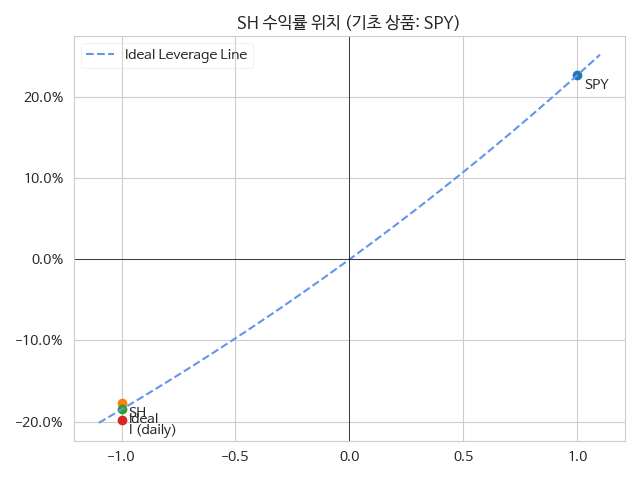 SH 수익률 위치 (기초 상품: SPY)
Ideal Leverage Line
20.0%
SPY
10.0%
0.0%
−10.0%
SH
Ideal
−20.0%
I (daily)
−1.0
−0.5
0.0
0.5
1.0